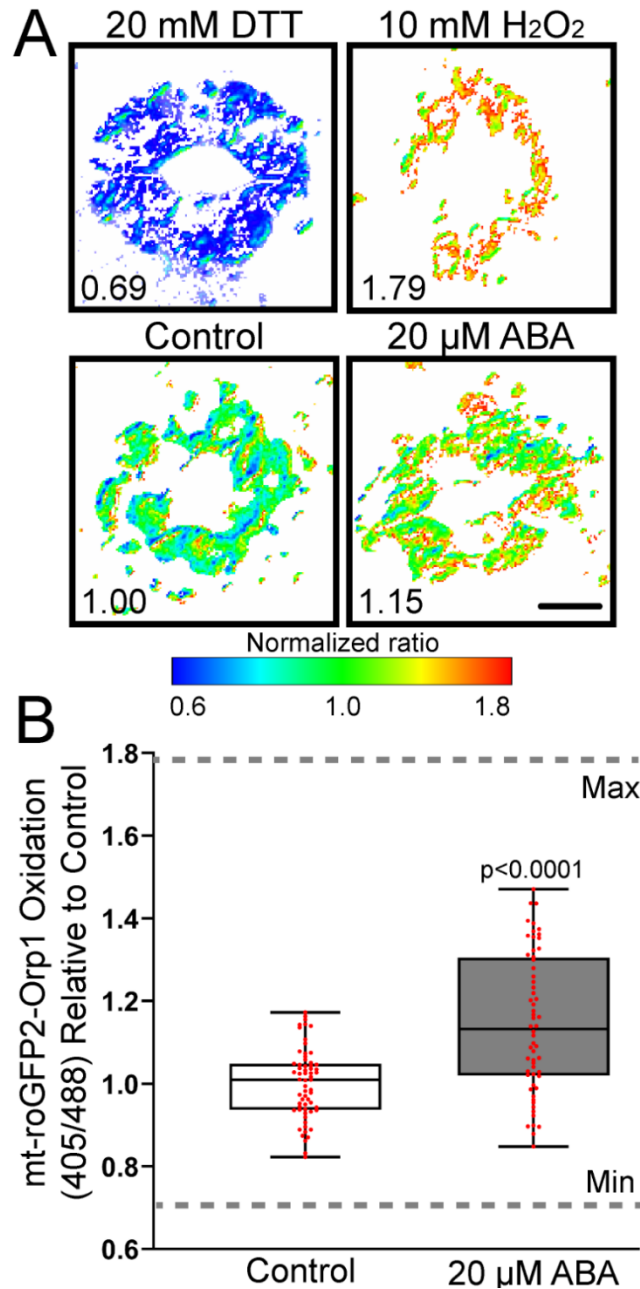 A
20 mM DTT
10 mM H₂O₂
0.69
1.79
Control
20 µM ABA
1.00
1.15
Normalized ratio
0.6 1.0 1.8
B
mt-roGFP2-Orp1 Oxidation
(405/488) Relative to Control
1.8
1.6
1.4
1.2
1.0
0.8
0.6
Max
p<0.0001
Min
Control
20 µM ABA